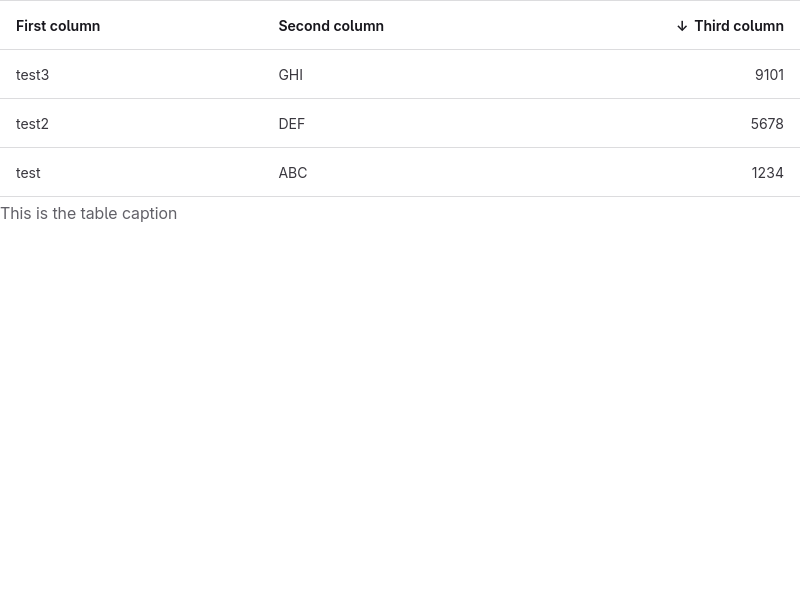 First column Second column ↓ Third column
test3 GHI 9101
test2 DEF 5678
test ABC 1234
This is the table caption